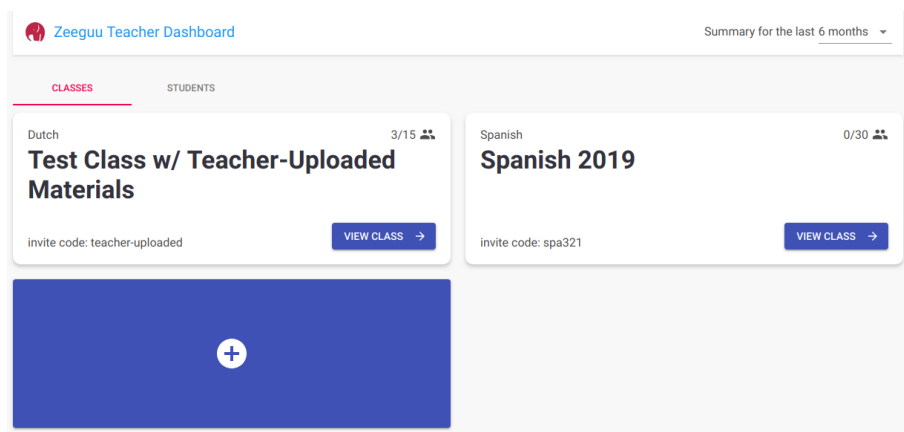 Zeeguu Teacher Dashboard
Summary for the last 6 months
CLASSES
STUDENTS
Dutch
3/15
Test Class w/ Teacher-Uploaded
Materials
invite code: teacher-uploaded
VIEW CLASS
Spanish
0/30
Spanish 2019
invite code: spa321
VIEW CLASS